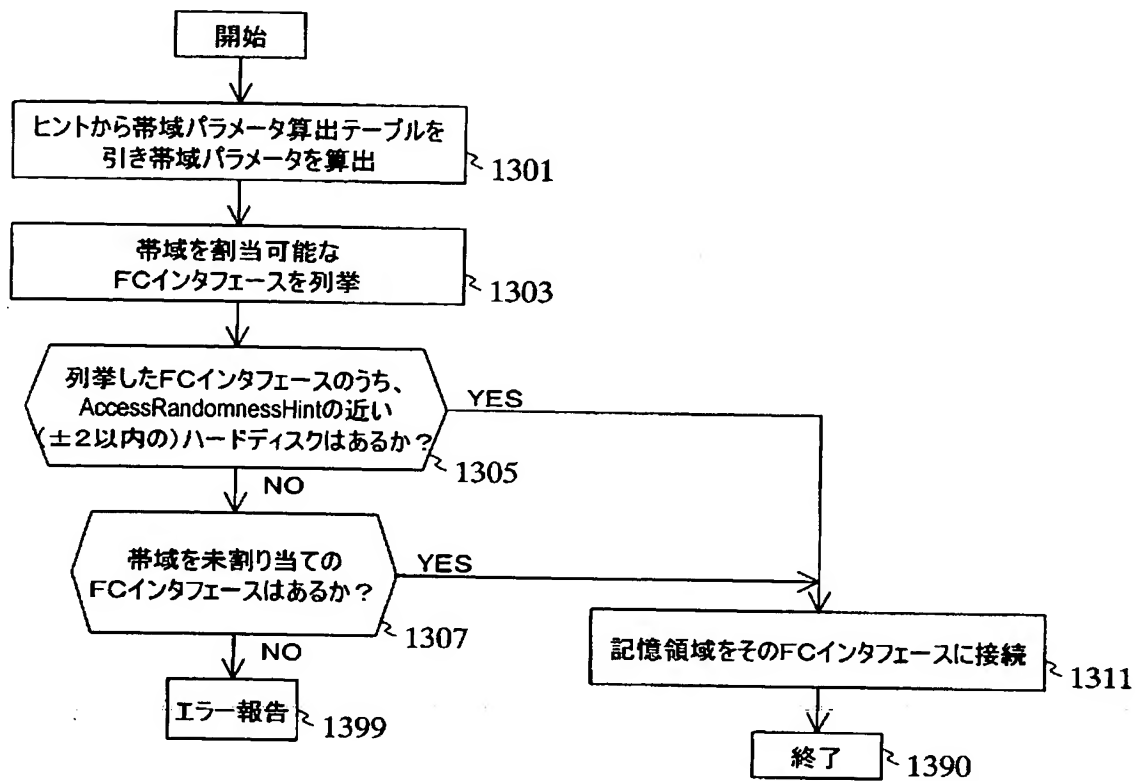 開始
ヒントから帯域パラメータ算出テーブルを
引き帯域パラメータを算出
1301
帯域を割当可能な
FCインタフェースを列挙
1303
列挙したFCインタフェースのうち、
AccessRandomnessHintの近い
(±2以内の)ハードディスクはあるか?
YES
1305
NO
帯域を未割り当ての
FCインタフェースはあるか?
YES
1307
NO
記憶領域をそのFCインタフェースに接続
1311
エラー報告
1399
終了
1390